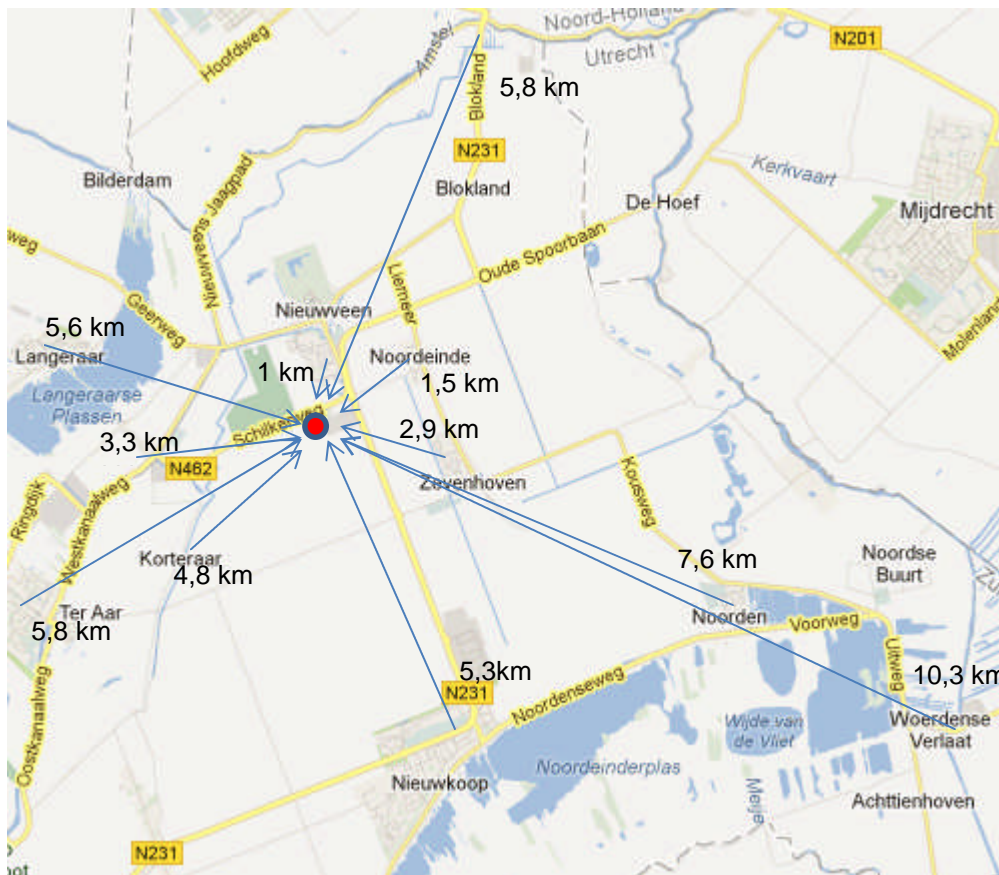 Noord-Holland
Hoofdweg
Amstel
Utrecht
N201
5,8 km
Blokland
N231
Kerkvaart
Bilderdam
Blokland
De Hoef
Mijdrecht
Nieuwveens Jaagpad
weg
Oude Spoorbaan
Liemeer
Geerweg
Nieuwveen
Molenland
5,6 km
Langeraar
Noordeinde
1 km
1,5 km
Langeraarse
Plassen
Schilkerweg
3,3 km
2,9 km
N462
Zevenhoven
Ringdijk
Westkanaalweg
Kousweg
Korteraar
4,8 km
7,6 km
Noordse
Buurt
Ter Aar
5,8 km
Noorden
Voorweg
Uitweg
5,3km
10,3 km
N231
Noordenseweg
Oostkanaalweg
Wijde van
de Vliet
Woerdense
Verlaat
Nieuwkoop
Noordeinderplas
Meije
Achttienhoven
N231